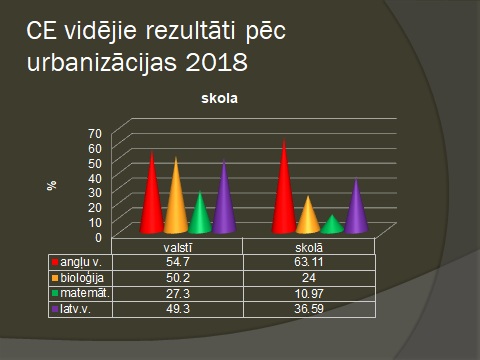 CE vidējie rezultāti pēc
urbanizācijas 2018
skola
%
70
60
50
40
30
20
10
0
valstī skolā
angļu v. 54.7 63.11
bioloģija 50.2 24
matemāt. 27.3 10.97
latv.v. 49.3 36.59